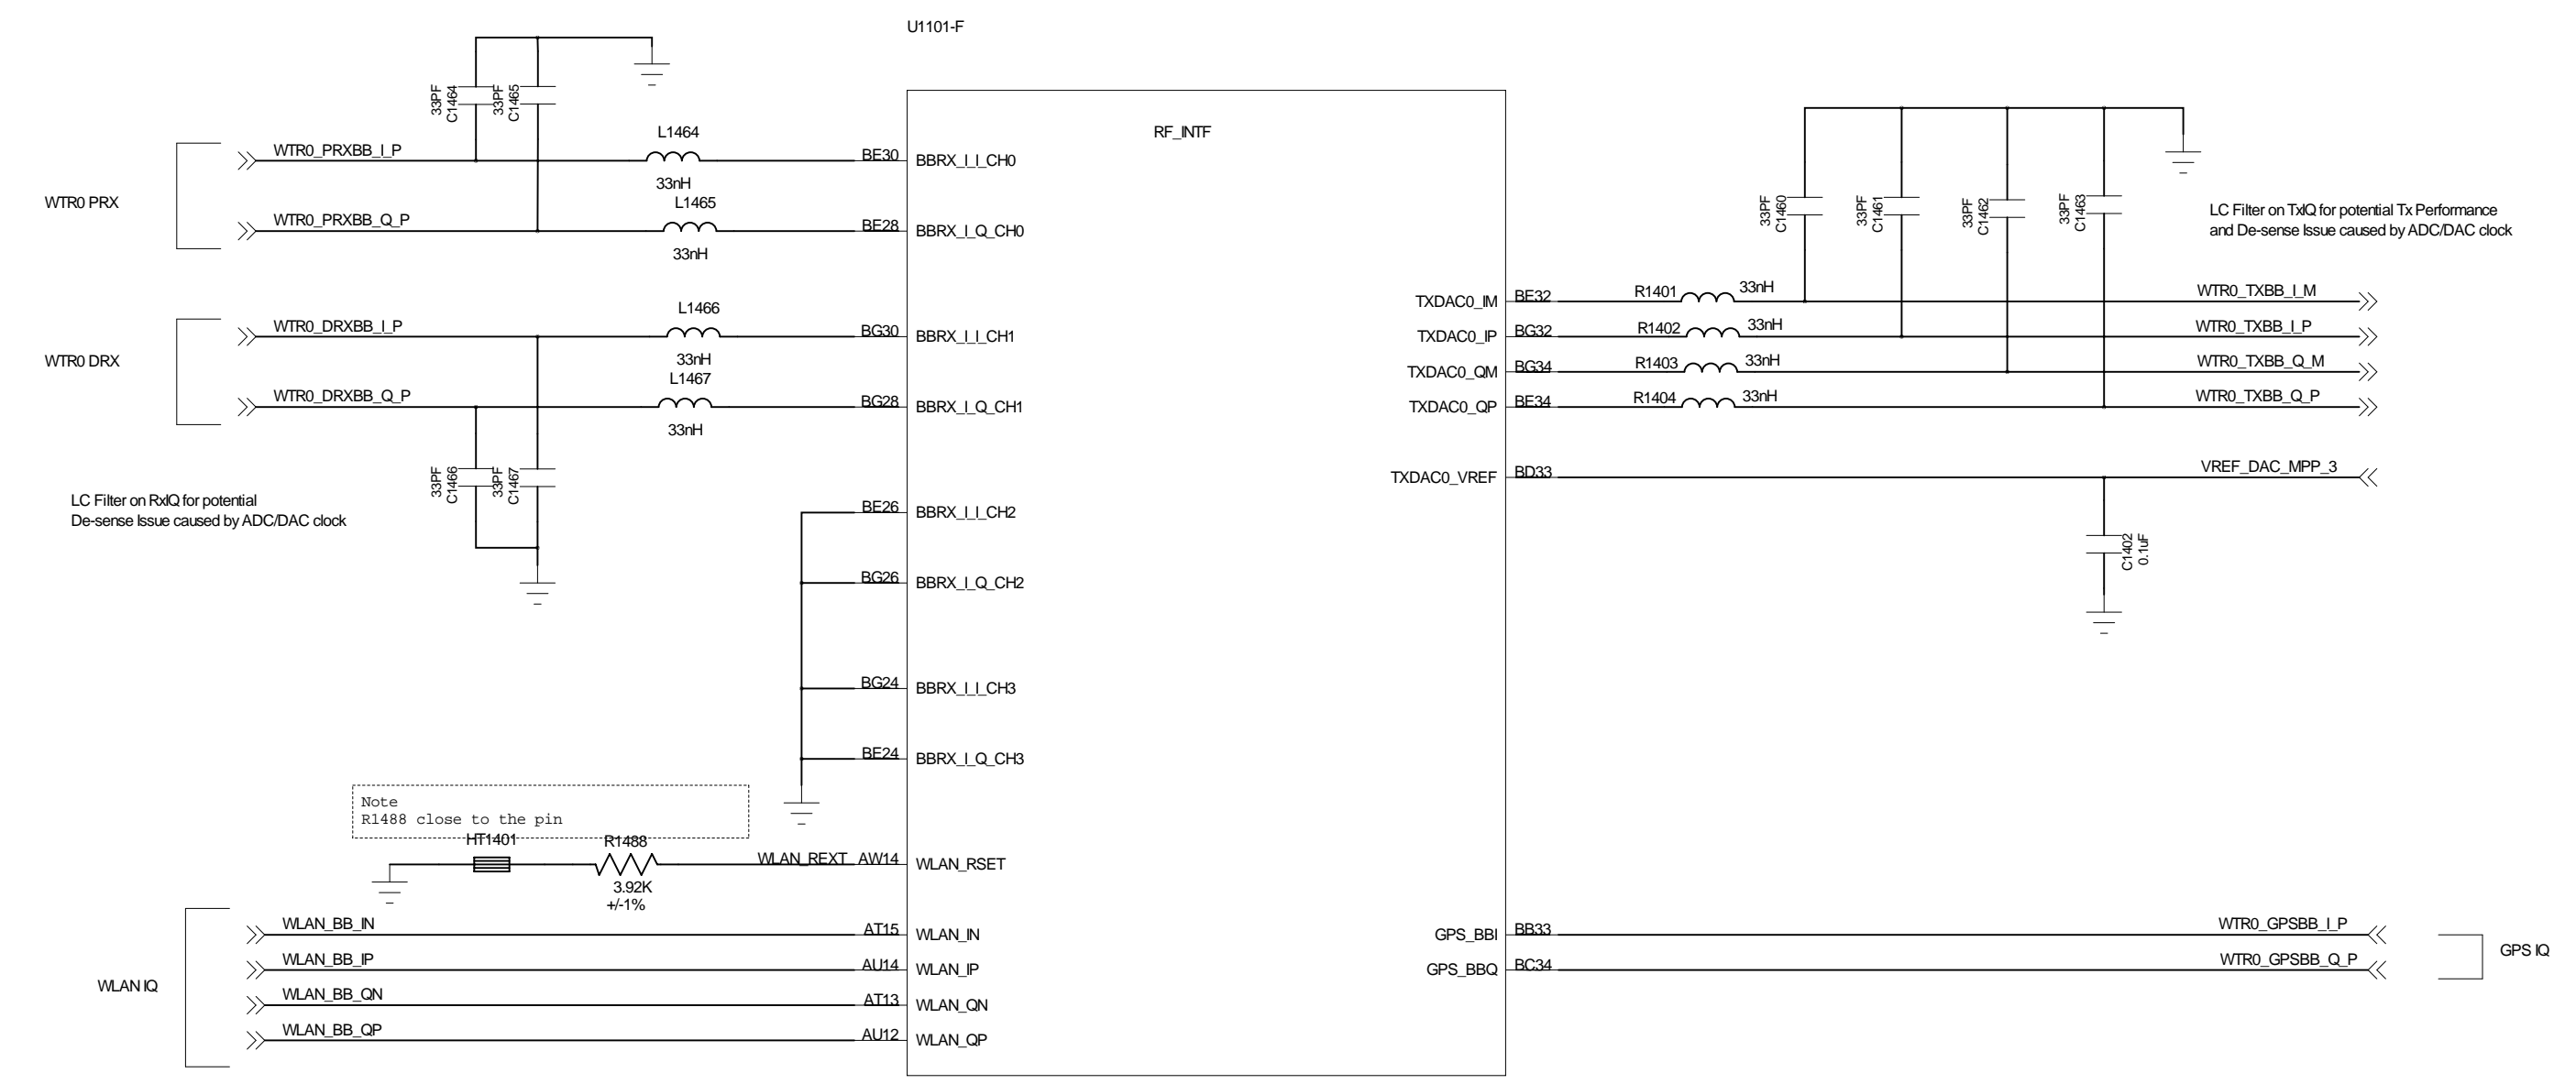 U1101-F
RF_INTF
33PF
C1464
33PF
C1465
L1464
33nH
WTR0_PRXBB_I_P
BE30
BBRX_I_I_CH0
WTR0 PRX
L1465
33nH
WTR0_PRXBB_Q_P
BE28
BBRX_I_Q_CH0
L1466
33nH
WTR0_DRXBB_I_P
BG30
BBRX_I_I_CH1
WTR0 DRX
L1467
33nH
WTR0_DRXBB_Q_P
BG28
BBRX_I_Q_CH1
33PF
C1466
33PF
C1467
LC Filter on RxIQ for potential
De-sense Issue caused by ADC/DAC clock
BE26
BBRX_I_I_CH2
BG26
BBRX_I_Q_CH2
BG24
BBRX_I_I_CH3
BE24
BBRX_I_Q_CH3
Note
R1488 close to the pin
HT1401
R1488
3.92K
+/-1%
WLAN_REXT
AW14
WLAN_RSET
WLAN IQ
WLAN_BB_IN
AT15
WLAN_IN
WLAN_BB_IP
AU14
WLAN_IP
WLAN_BB_QN
AT13
WLAN_QN
WLAN_BB_QP
AU12
WLAN_QP
33PF
C1460
33PF
C1461
33PF
C1462
33PF
C1463
LC Filter on TxIQ for potential Tx Performance
and De-sense Issue caused by ADC/DAC clock
TXDAC0_IM
BE32
R1401
33nH
WTR0_TXBB_I_M
TXDAC0_IP
BG32
R1402
33nH
WTR0_TXBB_I_P
TXDAC0_QM
BG34
R1403
33nH
WTR0_TXBB_Q_M
TXDAC0_QP
BE34
R1404
33nH
WTR0_TXBB_Q_P
TXDAC0_VREF
BD33
VREF_DAC_MPP_3
C1402
0.1uF
GPS_BBI
BB33
WTR0_GPSBB_I_P
GPS_BBQ
BC34
WTR0_GPSBB_Q_P
GPS IQ